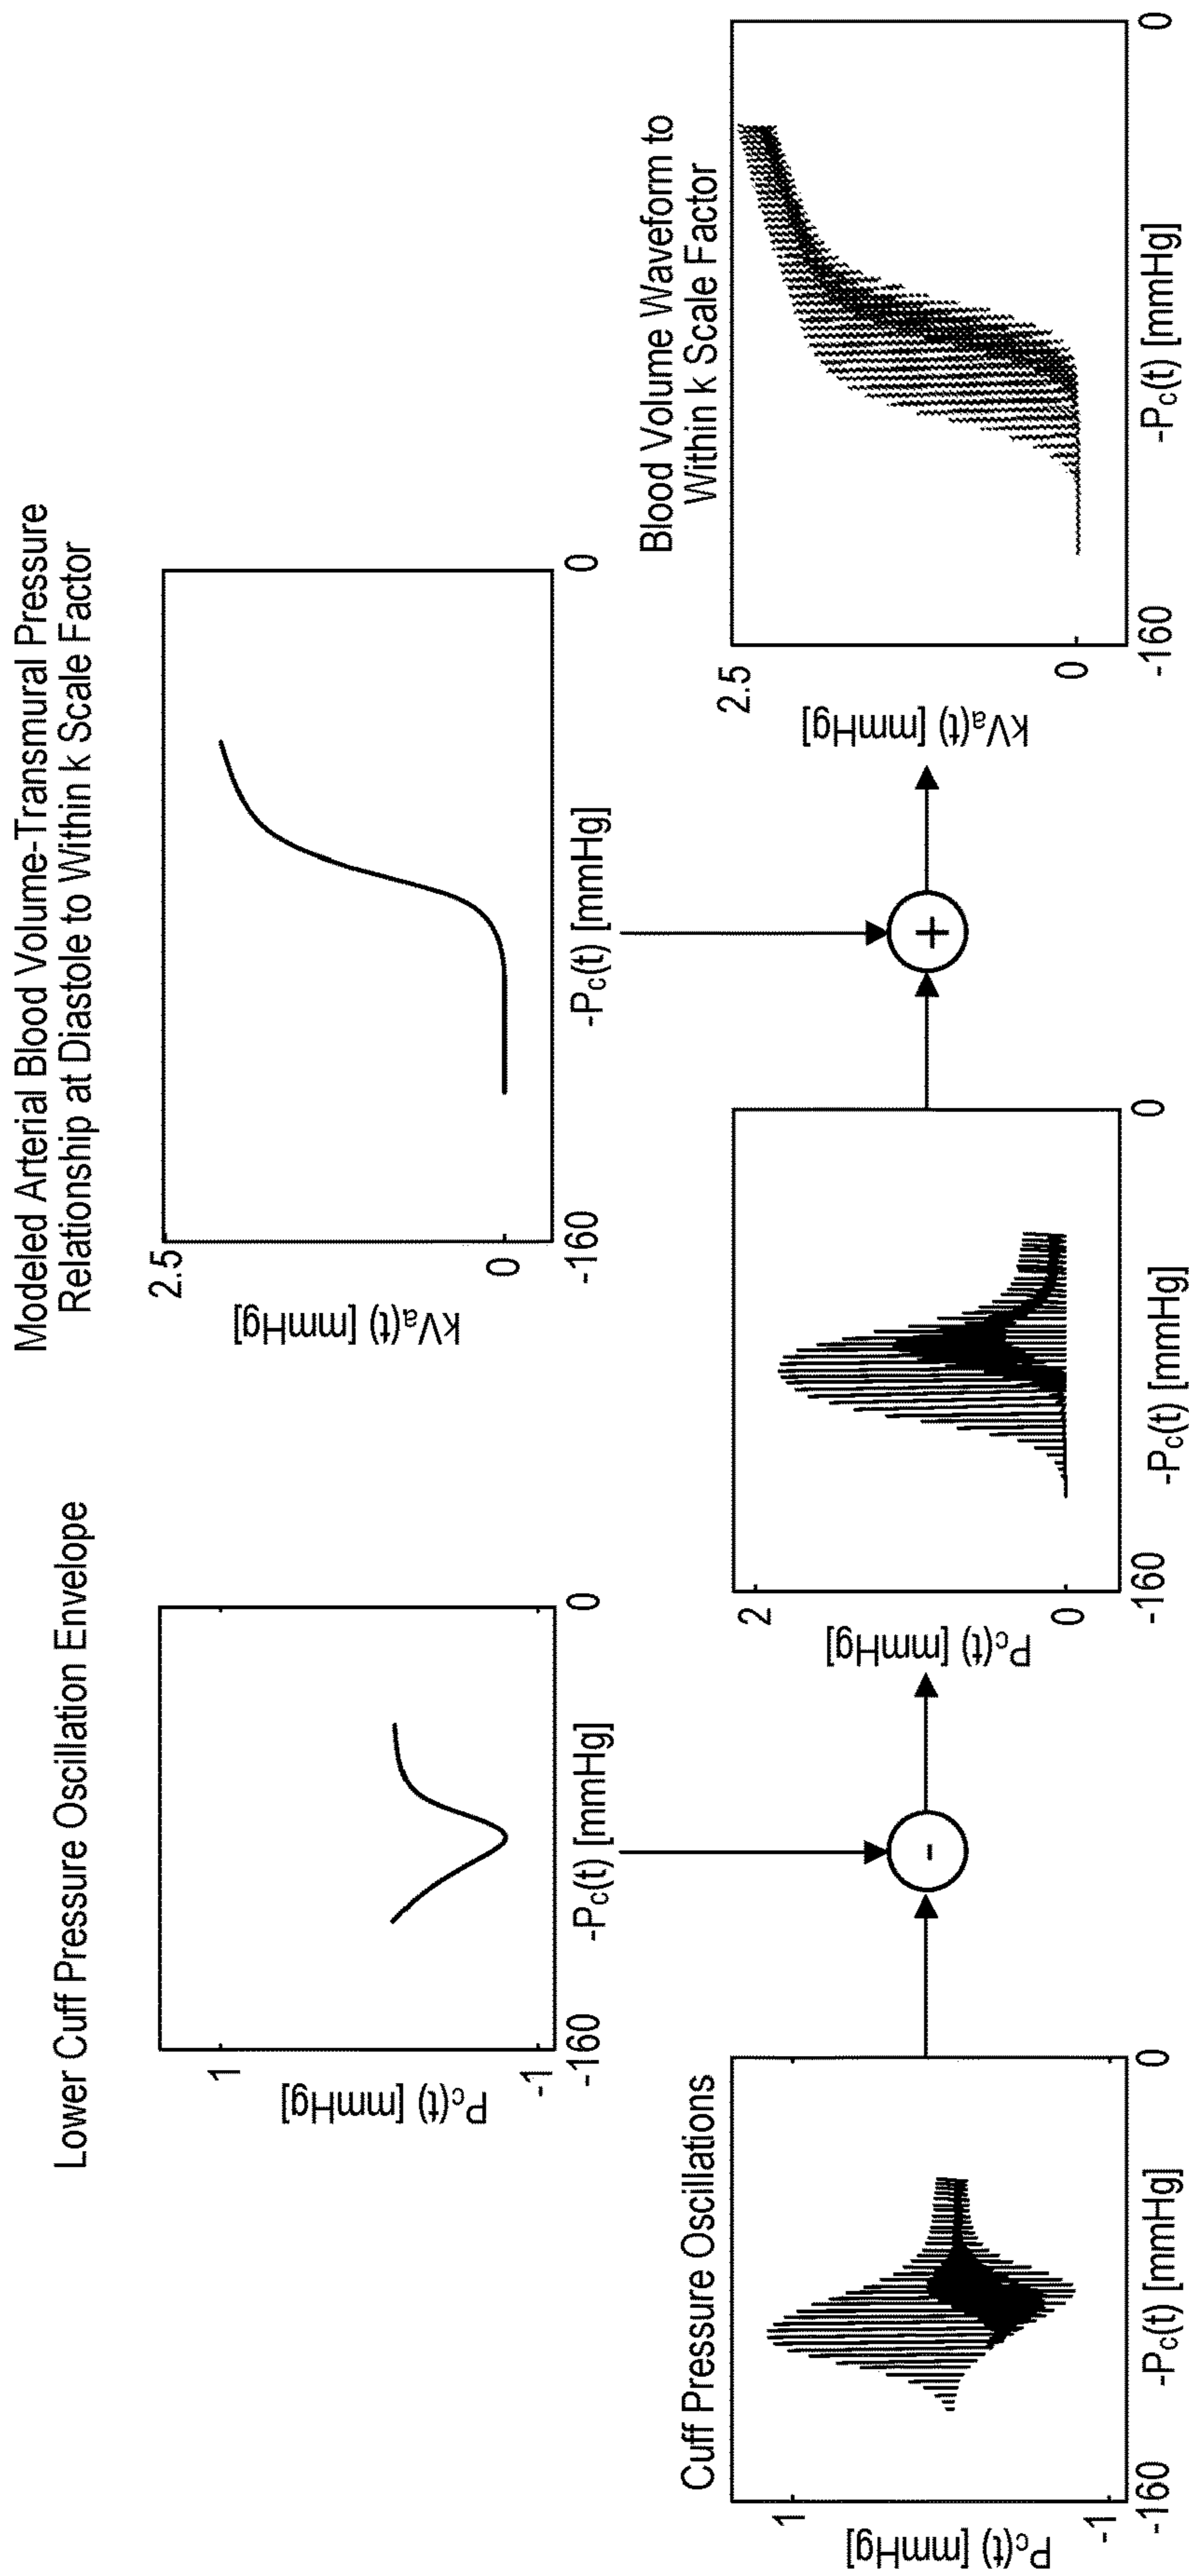 Cuff Pressure Oscillations
Pc(t) [mmHg]
1
-1
-160
0
-Pc(t) [mmHg]
Lower Cuff Pressure Oscillation Envelope
Pc(t) [mmHg]
1
-1
-160
0
-Pc(t) [mmHg]
-
Pc(t) [mmHg]
2
0
-160
0
-Pc(t) [mmHg]
Modeled Arterial Blood Volume-Transmural Pressure
Relationship at Diastole to Within k Scale Factor
kVa(t) [mmHg]
2.5
0
-160
0
-Pc(t) [mmHg]
+
Blood Volume Waveform to
Within k Scale Factor
kVa(t) [mmHg]
2.5
0
-160
0
-Pc(t) [mmHg]